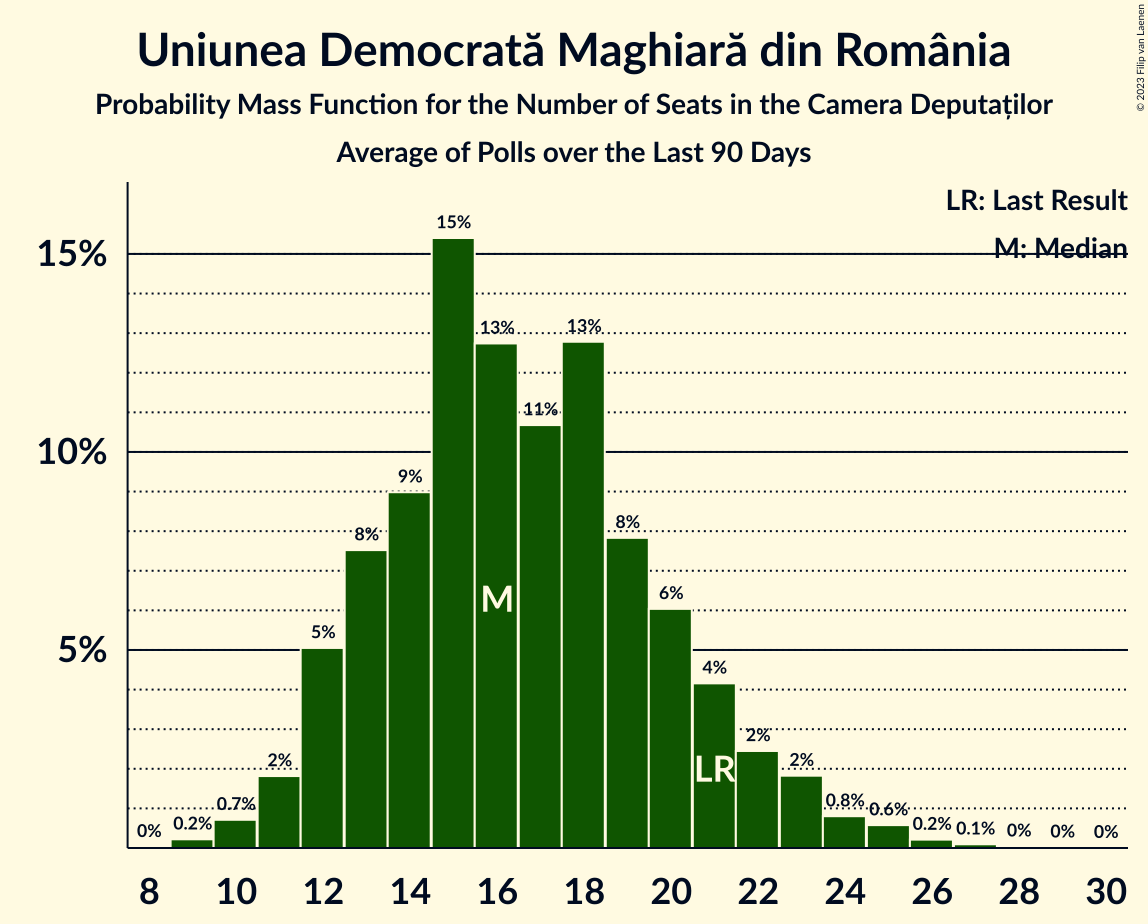 Uniunea Democrată Maghiară din România
Probability Mass Function for the Number of Seats in the Camera Deputaților
Average of Polls over the Last 90 Days
© 2023 Filip van Laenen
LR: Last Result
M: Median
15%
10%
5%
0%
0.2%
0.7%
2%
5%
8%
9%
15%
13%
11%
13%
8%
6%
4%
2%
2%
0.8%
0.6%
0.2%
0.1%
0%
0%
0%
M
LR
8 10 12 14 16 18 20 22 24 26 28 30